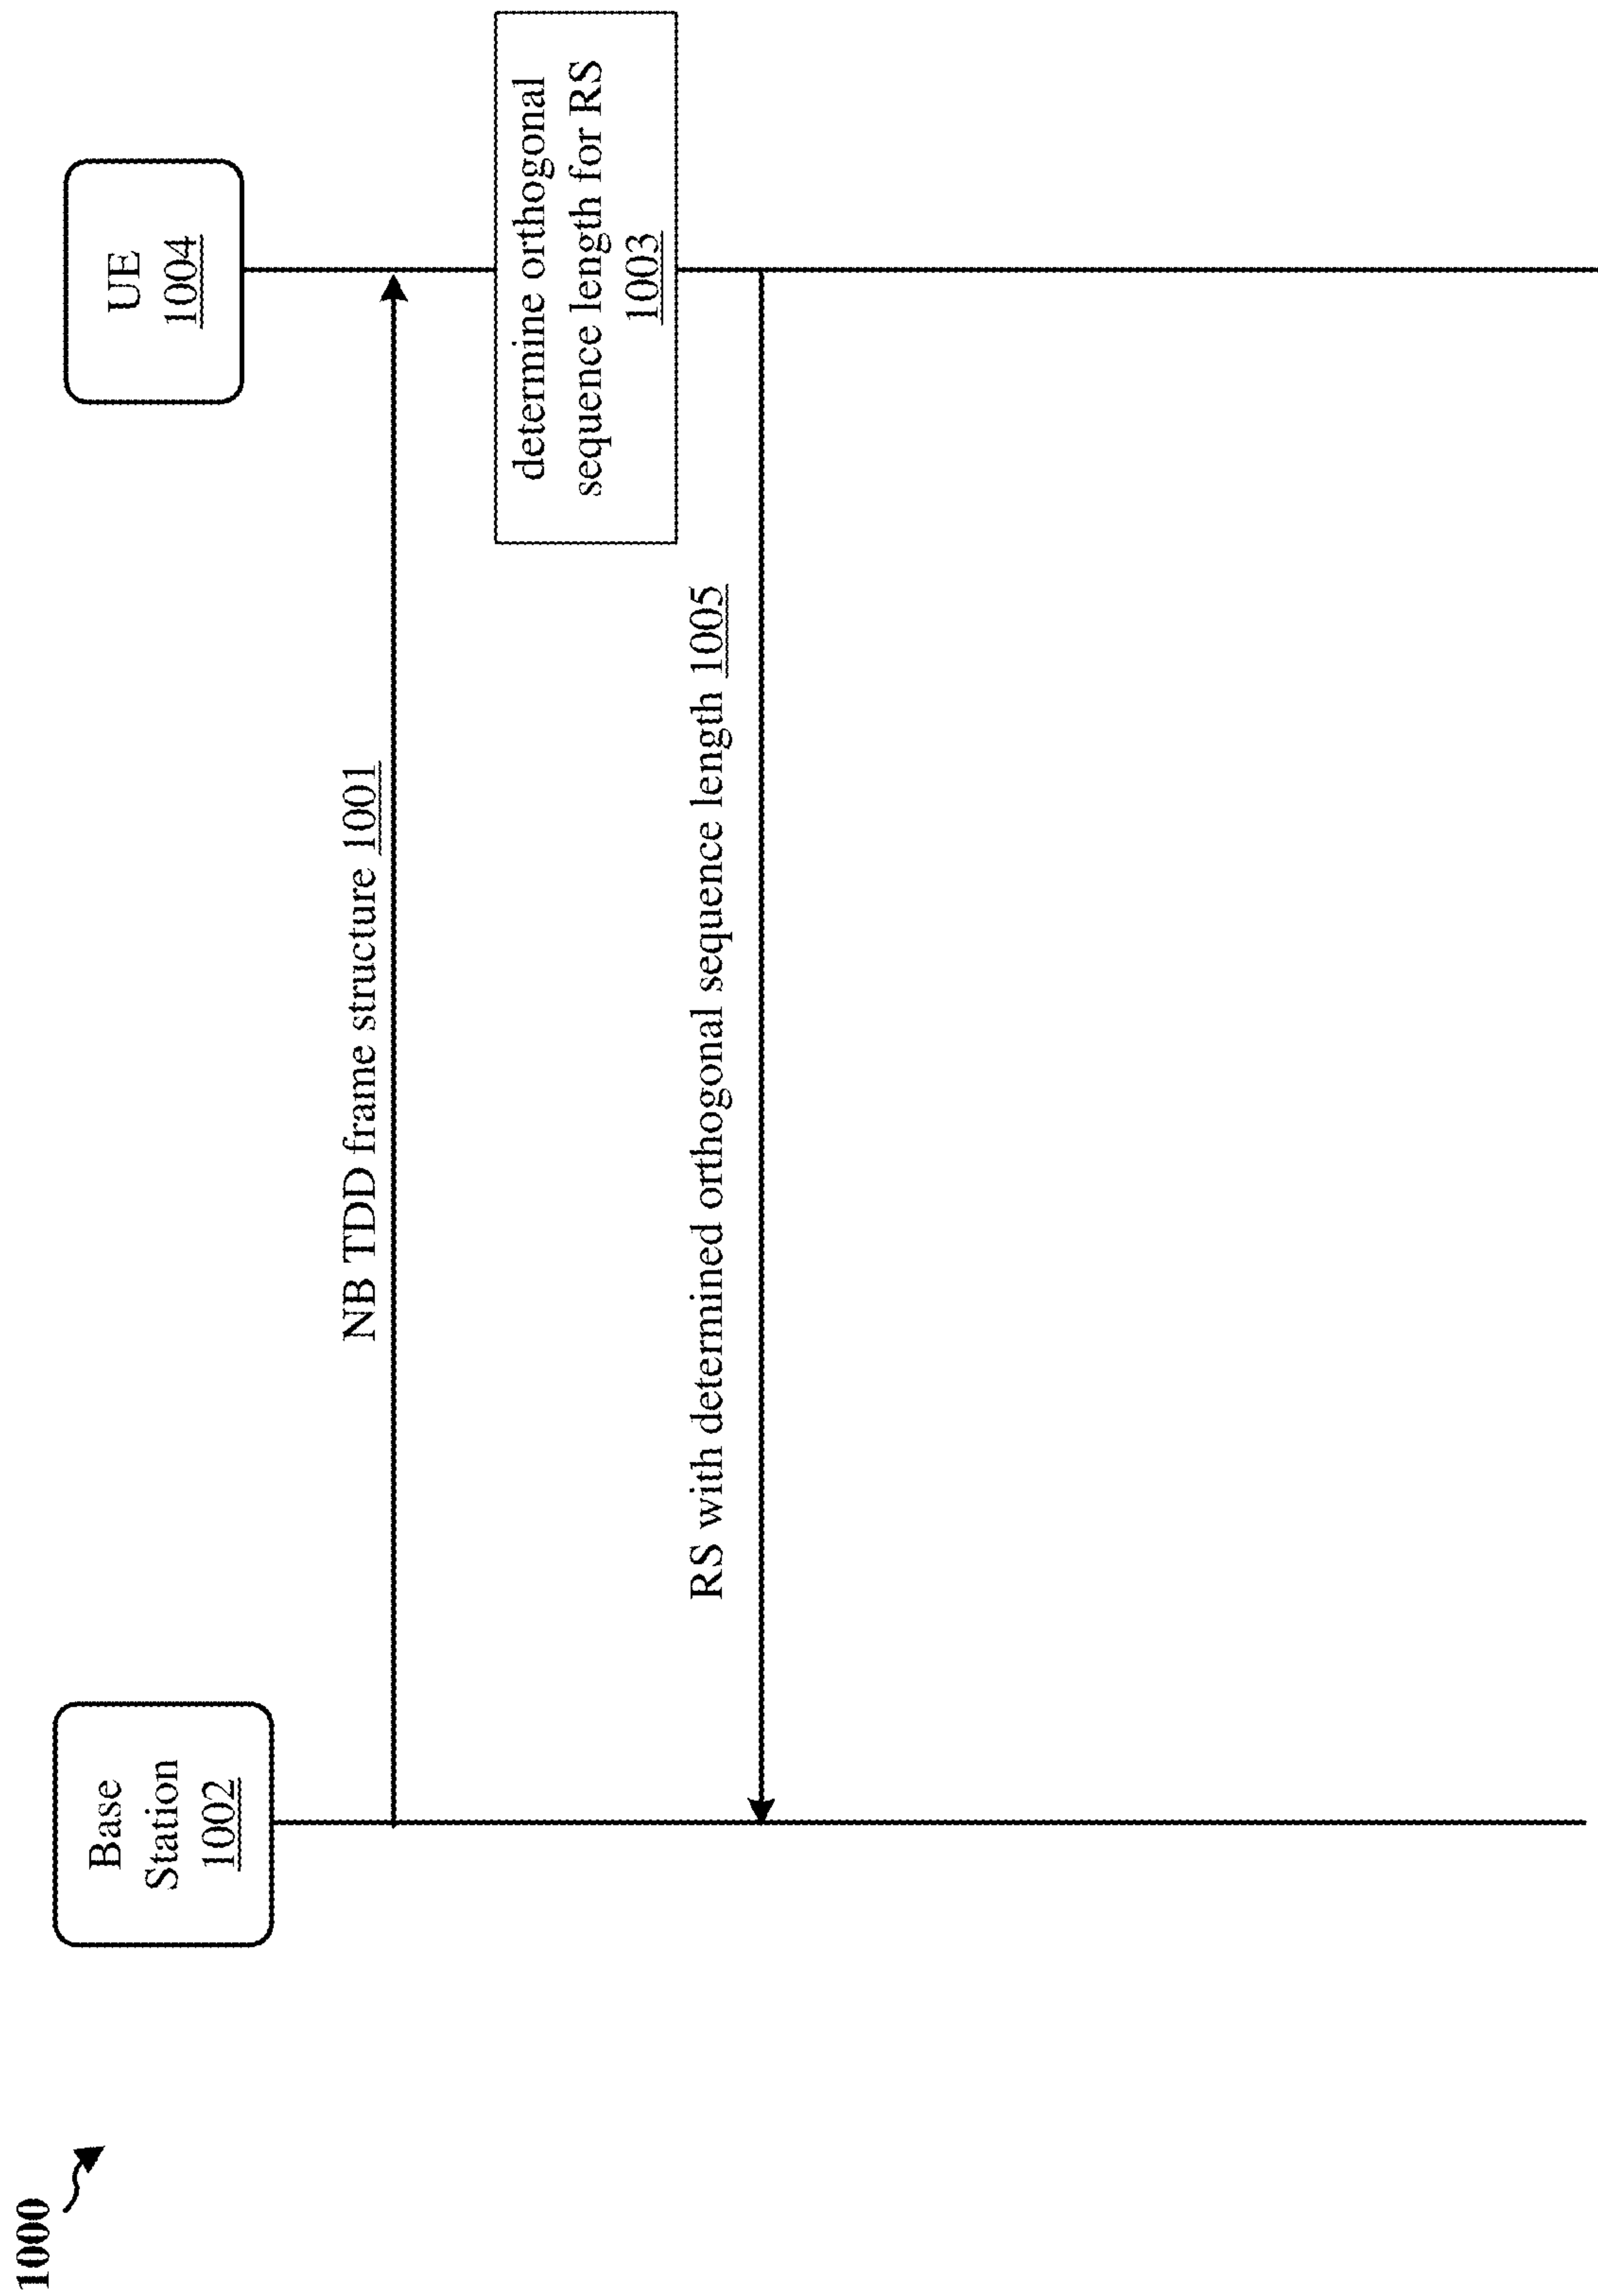 1000
Base
Station
1002
UE
1004
NB TDD frame structure 1001
determine orthogonal
sequence length for RS
1003
RS with determined orthogonal sequence length 1005